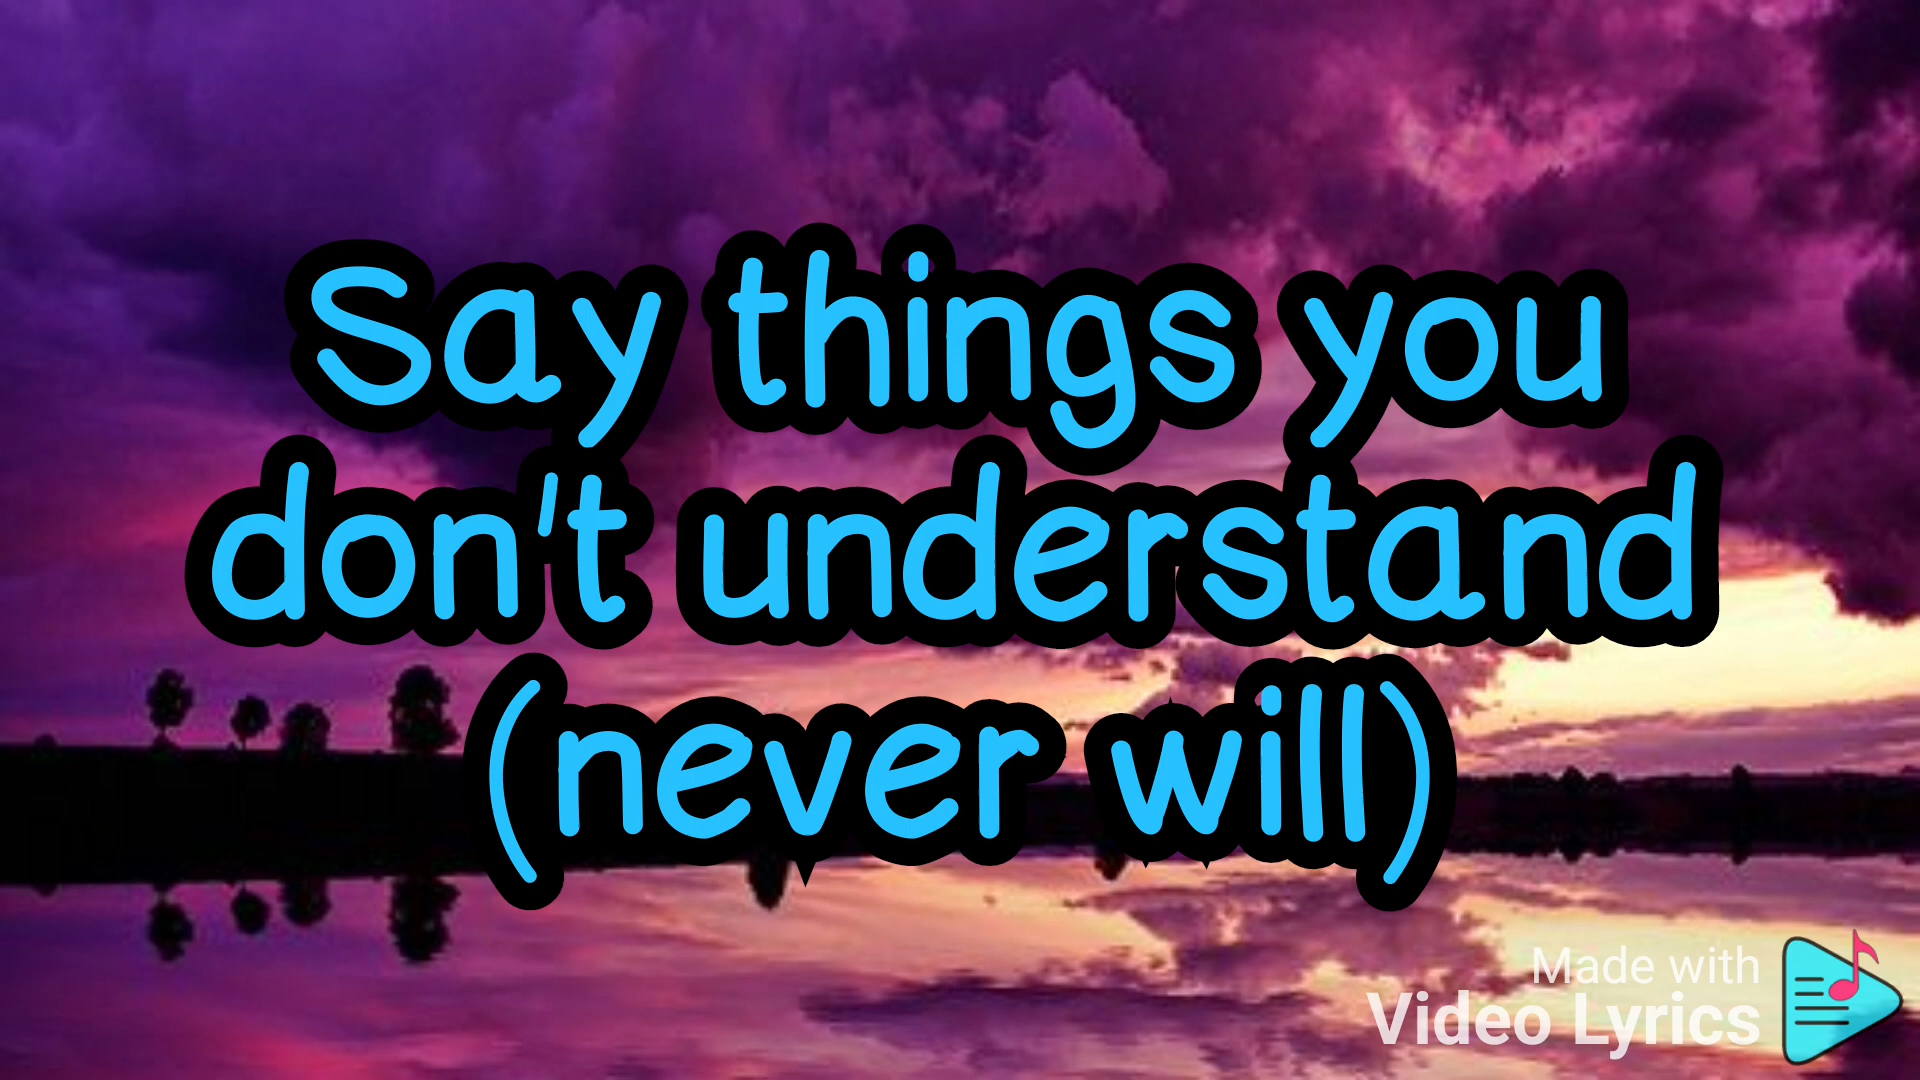 Say things you
don't understand
(never will)
Made with
Video Lyrics